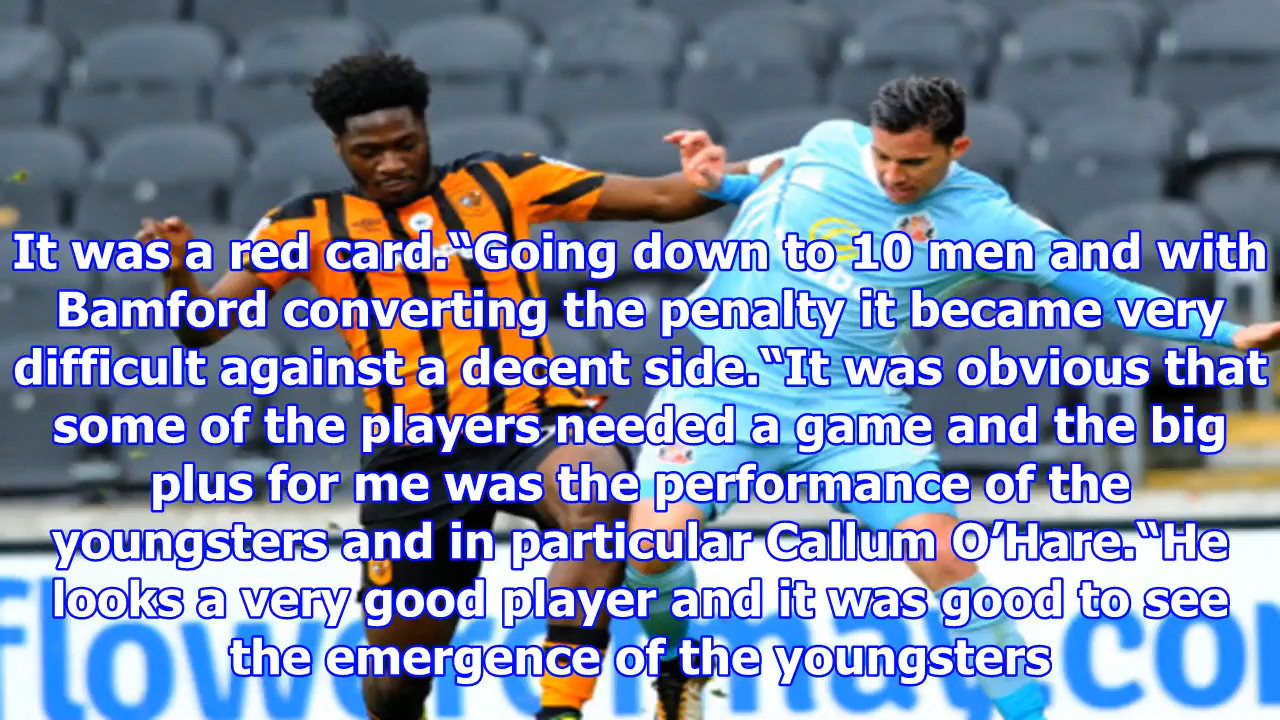 It was a red card.“Going down to 10 men and with
Bamford converting the penalty it became very
difficult against a decent side.“It was obvious that
some of the players needed a game and the big
plus for me was the performance of the
youngsters and in particular Callum O’Hare.“He
looks a very good player and it was good to see
the emergence of the youngsters